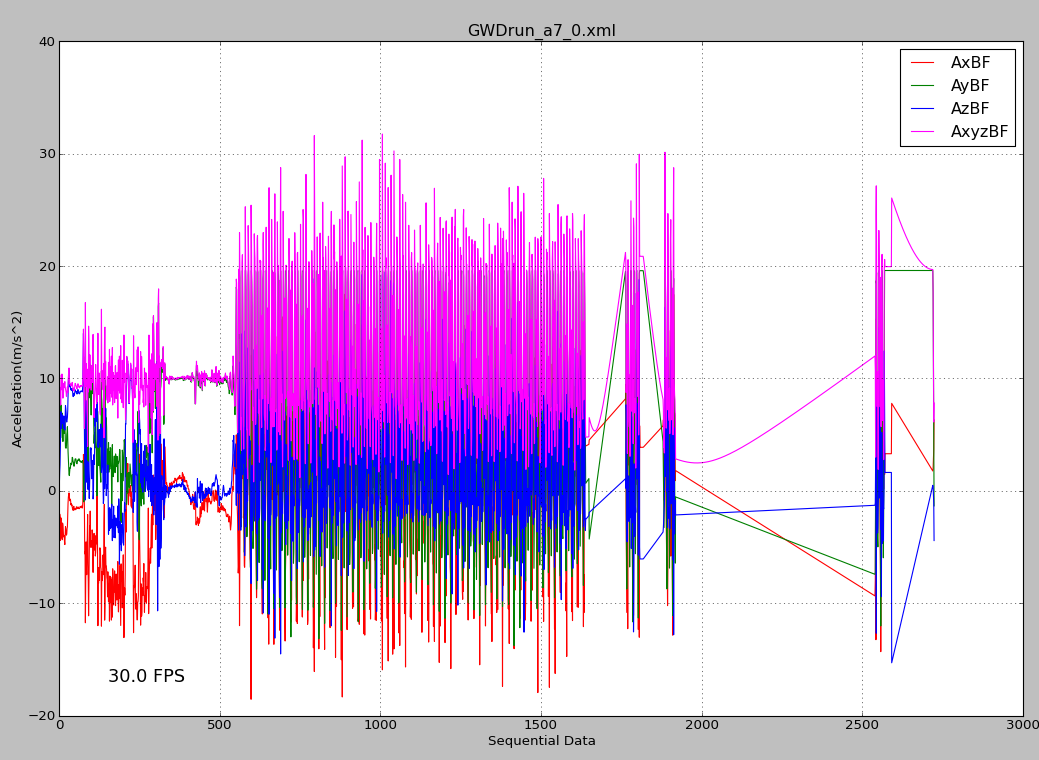 GWDrun_a7_0.xml
40
30
20
10
0
−10
−20
Acceleration(m/s^2)
AxBF
AyBF
AzBF
AxyzBF
30.0 FPS
0 500 1000 1500 2000 2500 3000
Sequential Data